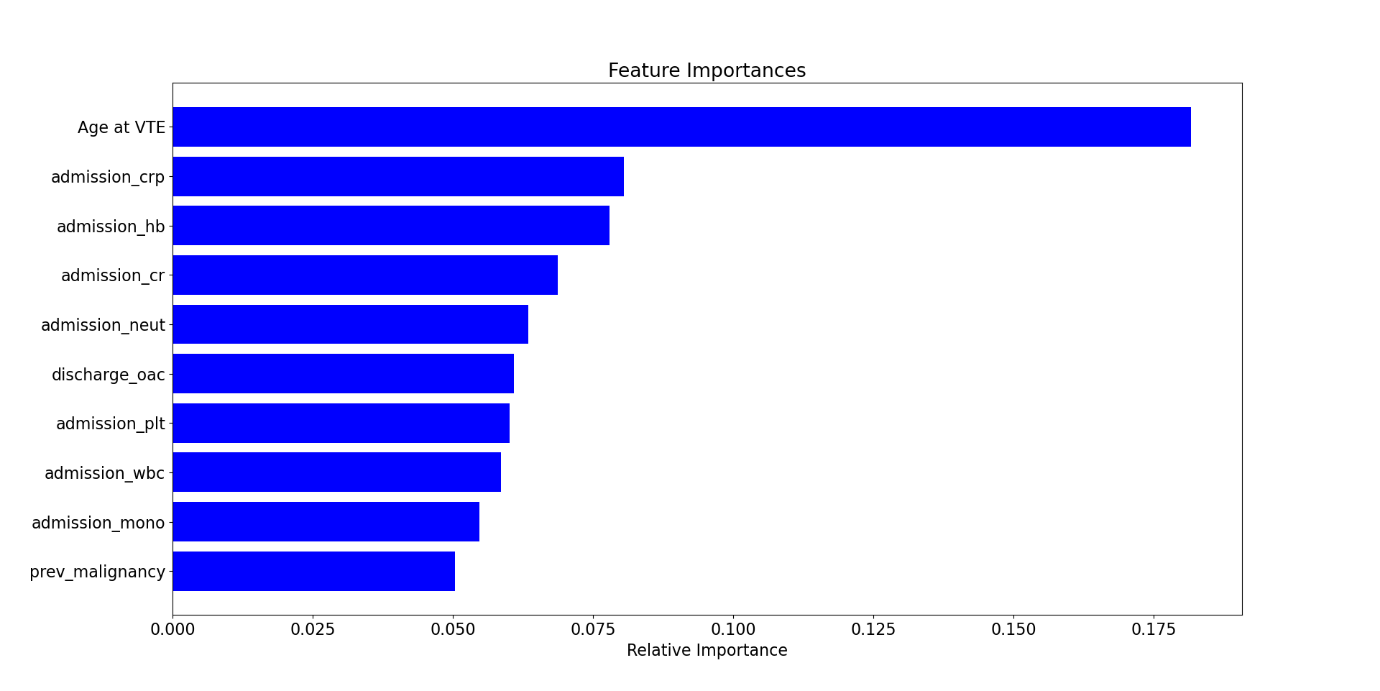 Feature Importances
Age at VTE
admission_crp
admission_hb
admission_cr
admission_neut
discharge_oac
admission_plt
admission_wbc
admission_mono
prev_malignancy
0.000 0.025 0.050 0.075 0.100 0.125 0.150 0.175
Relative Importance